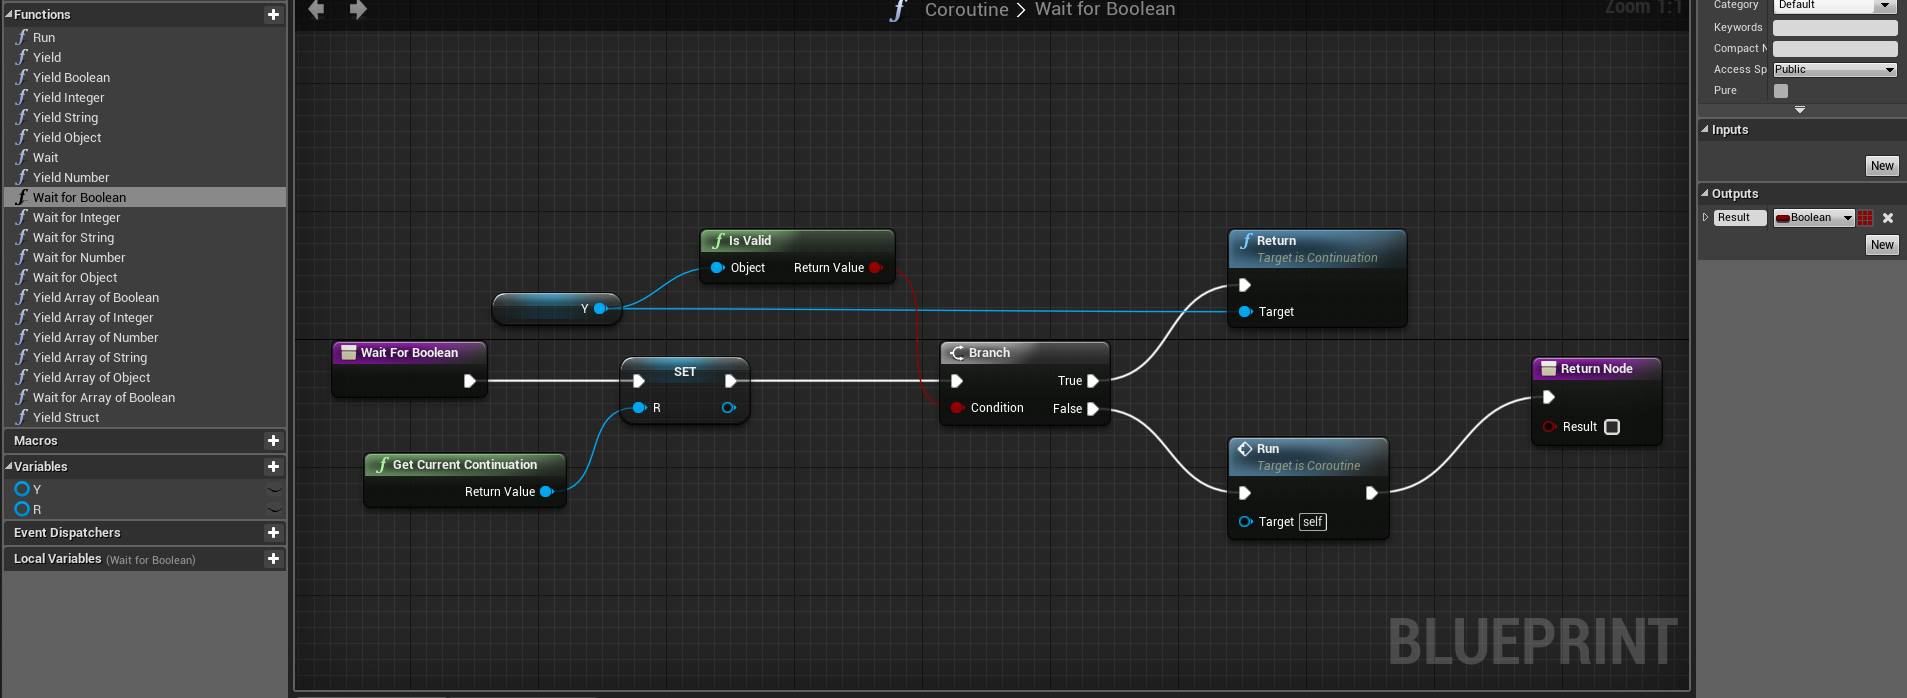 Functions
Run
Yield
Yield Boolean
Yield Integer
Yield String
Yield Object
Wait
Yield Number
Wait for Boolean
Wait for Integer
Wait for String
Wait for Number
Wait for Object
Yield Array of Boolean
Yield Array of Integer
Yield Array of Number
Yield Array of String
Yield Array of Object
Wait for Array of Boolean
Yield Struct
Macros
Variables
Y
R
Event Dispatchers
Local Variables (Wait for Boolean)
Coroutine > Wait for Boolean
Zoom 1:1
Is Valid
Object Return Value
Y
Wait For Boolean
SET
R
Get Current Continuation
Return Value
Branch
True
Condition False
Return
Target is Continuation
Target
Run
Target is Coroutine
Target self
Return Node
Result
BLUEPRINT
Category Default
Keywords
Compact N
Access Sp Public
Pure
Inputs
New
Outputs
Result Boolean
New